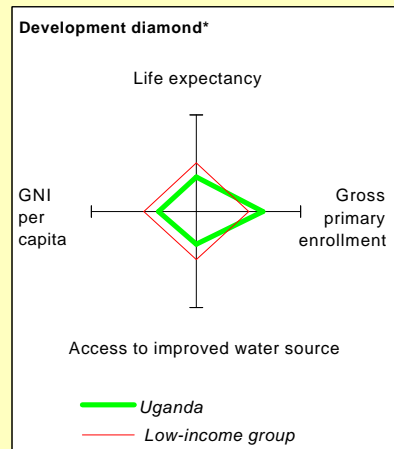 Development diamond*
Life expectancy
GNI
per
capita
Gross
primary
enrollment
Access to improved water source
Uganda
Low-income group